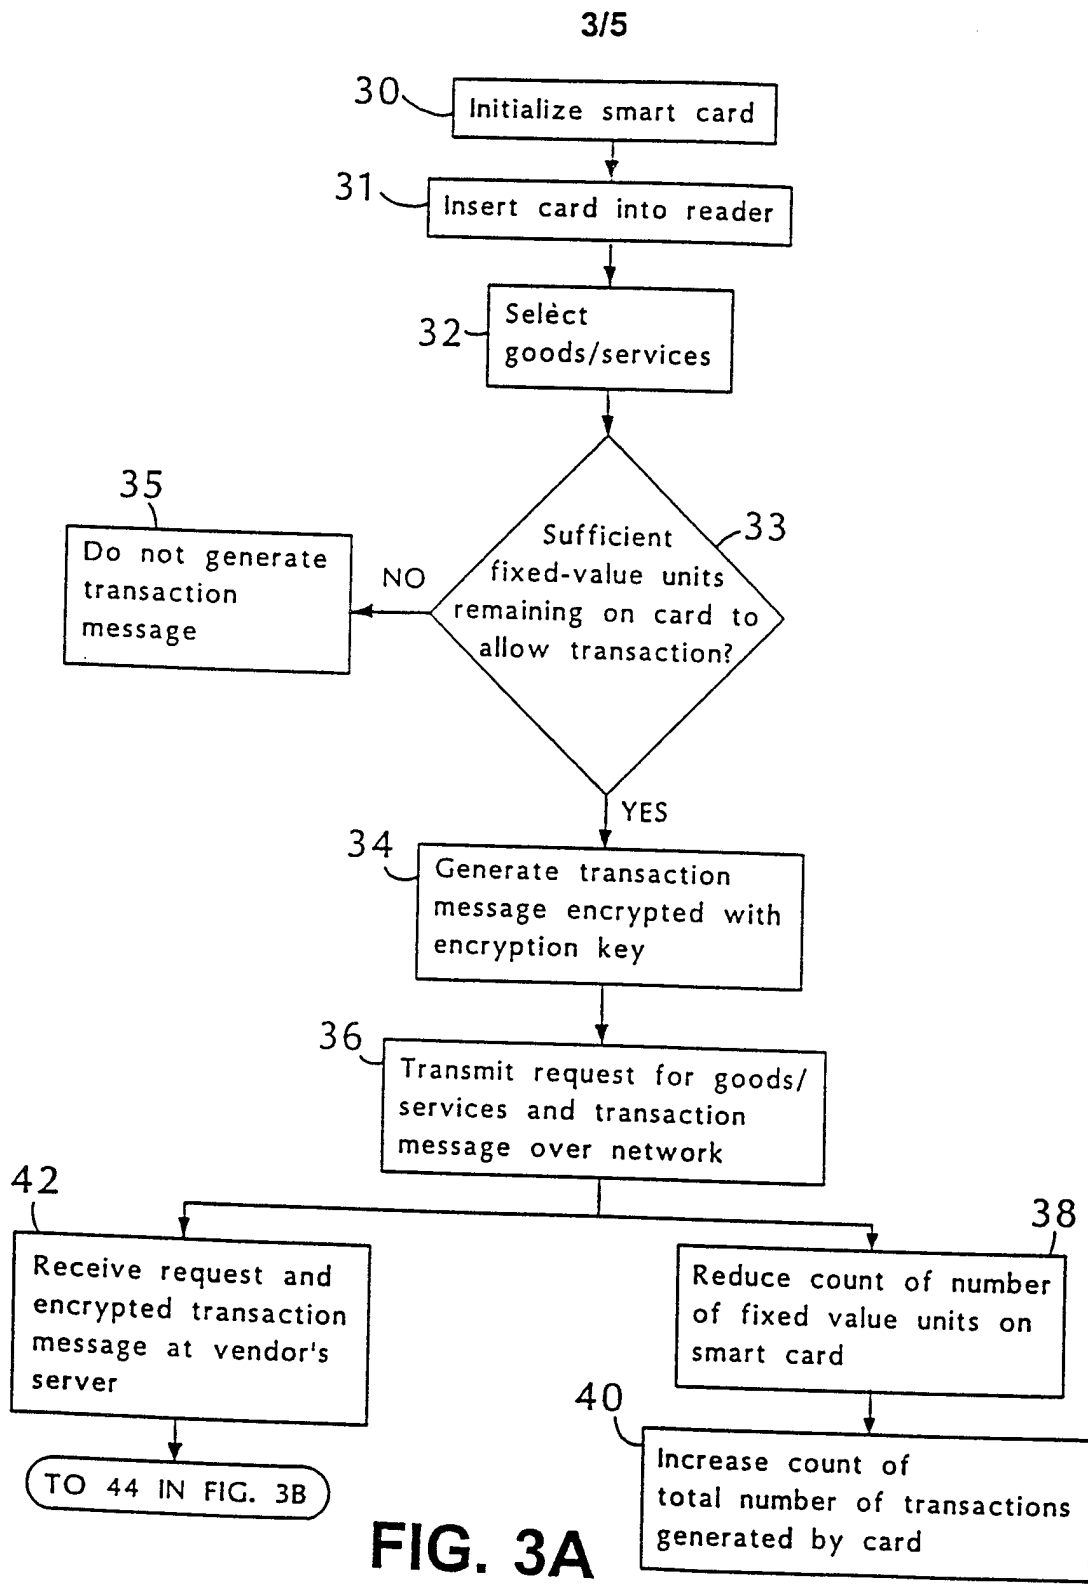 3/5
30
Initialize smart card
31
Insert card into reader
32
Select
goods/services
33
Sufficient
fixed-value units
remaining on card to
allow transaction?
35
Do not generate
transaction
message
NO
YES
34
Generate transaction
message encrypted with
encryption key
36
Transmit request for goods/
services and transaction
message over network
42
Receive request and
encrypted transaction
message at vendor's
server
38
Reduce count of number
of fixed value units on
smart card
40
Increase count of
total number of transactions
generated by card
TO 44 IN FIG. 3B
FIG. 3A